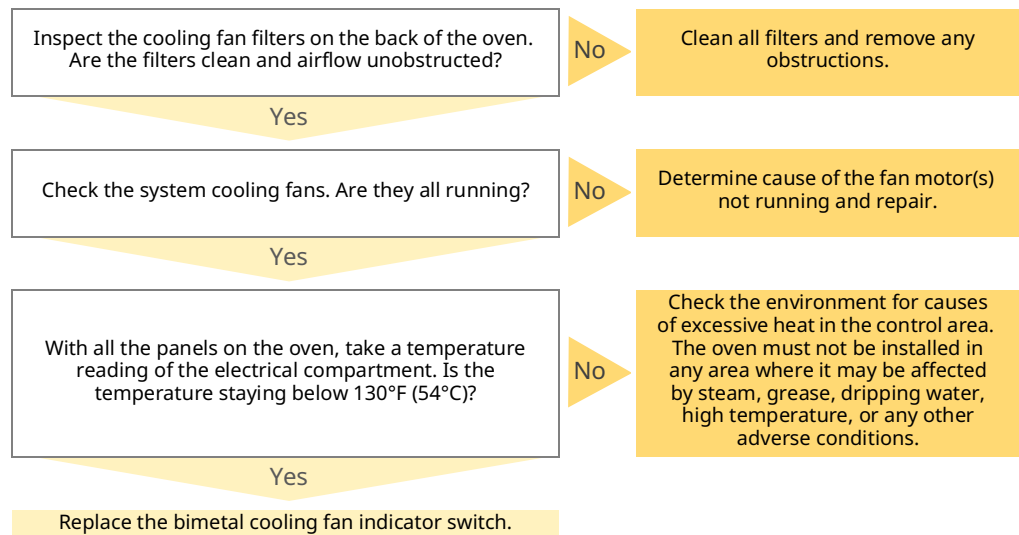 Inspect the cooling fan filters on the back of the oven.
Are the filters clean and airflow unobstructed?
No
Clean all filters and remove any
obstructions.
Yes
Check the system cooling fans. Are they all running?
No
Determine cause of the fan motor(s)
not running and repair.
Yes
With all the panels on the oven, take a temperature
reading of the electrical compartment. Is the
temperature staying below 130°F (54°C)?
No
Check the environment for causes
of excessive heat in the control area.
The oven must not be installed in
any area where it may be affected
by steam, grease, dripping water,
high temperature, or any other
adverse conditions.
Yes
Replace the bimetal cooling fan indicator switch.